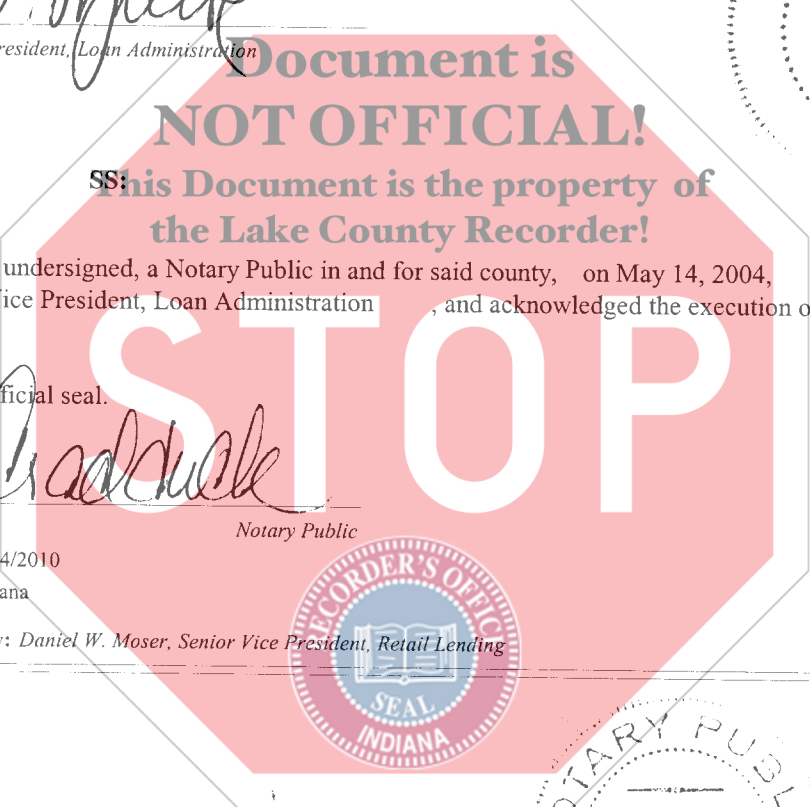 resident, Loan Administration
Document is
NOT OFFICIAL!
SS:
This Document is the property of
the Lake County Recorder!
undersigned, a Notary Public in and for said county, on May 14, 2004,
ice President, Loan Administration , and acknowledged the execution o
STOP
ficial seal.
Notary Public
4/2010
ana
: Daniel W. Moser, Senior Vice President, Retail Lending
RECORDER'S OFFICE
SEAL
INDIANA
TARY PUBL